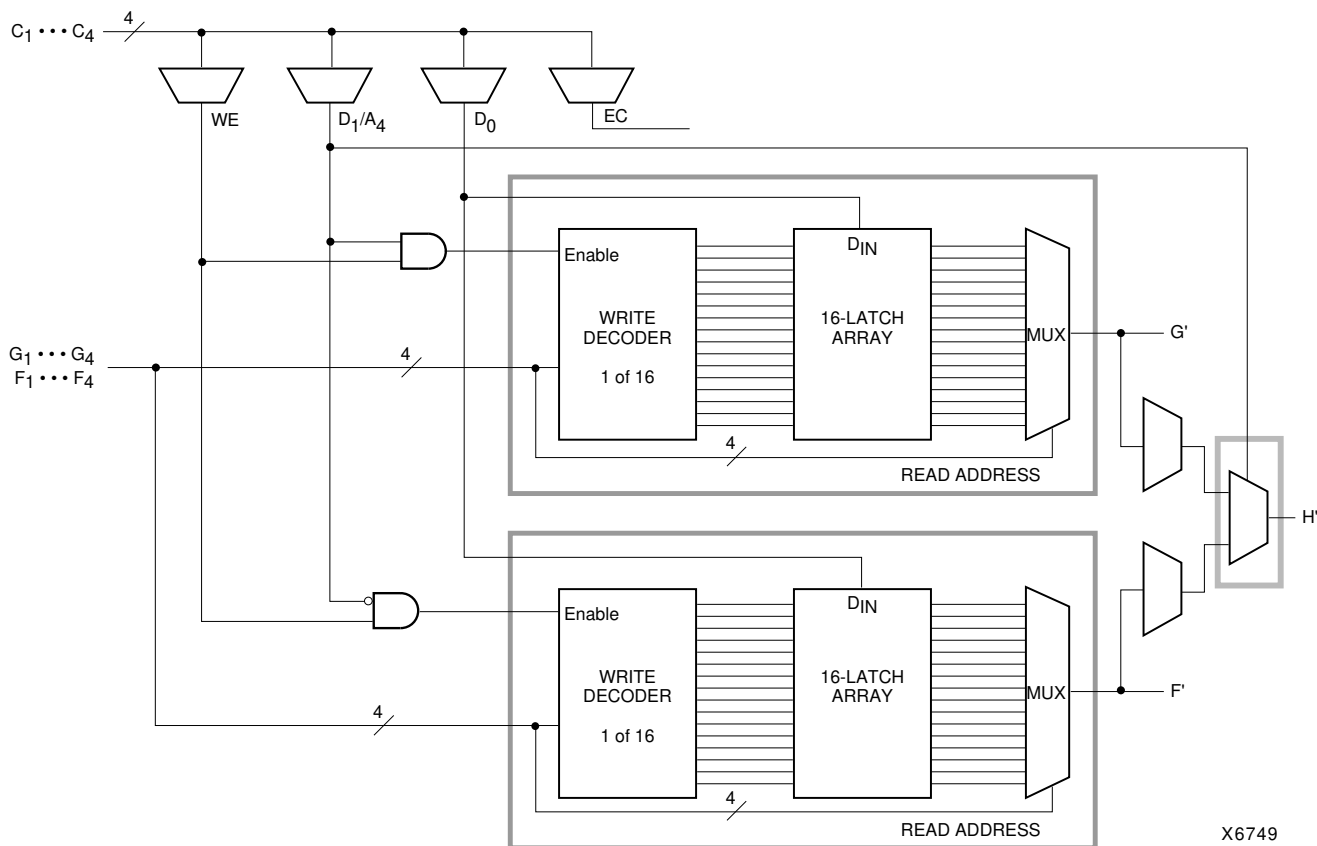 C1 • • • C4
4
WE
D1/A4
D0
EC
DIN
Enable
WRITE
DECODER
1 of 16
16-LATCH
ARRAY
MUX
G'
G1 • • • G4
F1 • • • F4
4
4
READ ADDRESS
H'
DIN
Enable
WRITE
DECODER
1 of 16
16-LATCH
ARRAY
MUX
F'
4
4
READ ADDRESS
X6749